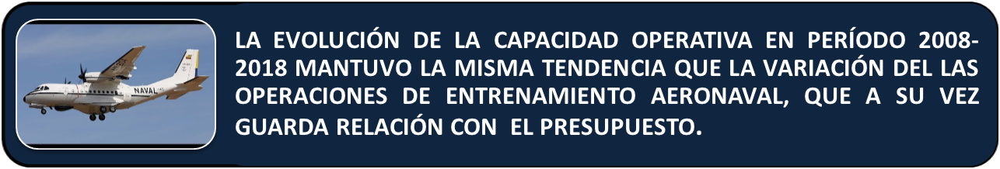 LA EVOLUCIÓN DE LA CAPACIDAD OPERATIVA EN PERÍODO 2008-
2018 MANTUVO LA MISMA TENDENCIA QUE LA VARIACIÓN DEL LAS
OPERACIONES DE ENTRENAMIENTO AERONAVAL, QUE A SU VEZ
GUARDA RELACIÓN CON EL PRESUPUESTO.
NAVAL